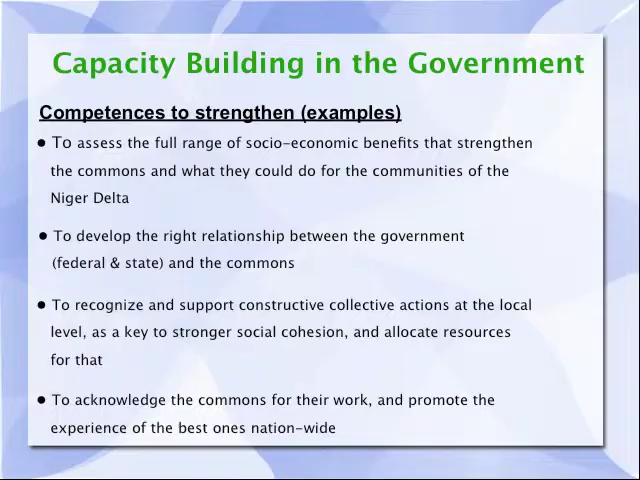 Capacity Building in the Government
Competences to strengthen (examples)
• To assess the full range of socio-economic benefits that strengthen
the commons and what they could do for the communities of the
Niger Delta
• To develop the right relationship between the government
(federal & state) and the commons
• To recognize and support constructive collective actions at the local
level, as a key to stronger social cohesion, and allocate resources
for that
• To acknowledge the commons for their work, and promote the
experience of the best ones nation-wide